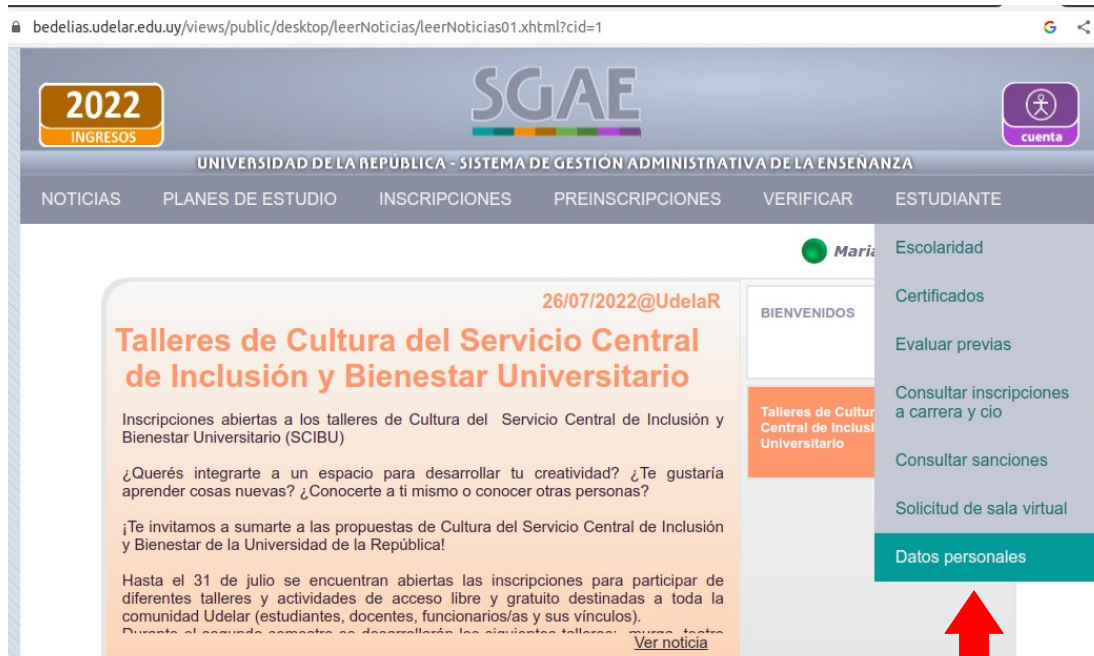 bedelias.udelar.edu.uy/views/public/desktop/leerNoticias/leerNoticias01.xhtml?cid=1
2022
INGRESOS
SGAE
cuenta
UNIVERSIDAD DE LA REPÚBLICA - SISTEMA DE GESTIÓN ADMINISTRATIVA DE LA ENSEÑANZA
NOTICIAS PLANES DE ESTUDIO INSCRIPCIONES PREINSCRIPCIONES VERIFICAR ESTUDIANTE
Escolaridad
Certificados
Evaluar previas
Consultar inscripciones
a carrera y cio
Consultar sanciones
Solicitud de sala virtual
Datos personales
26/07/2022@UdelaR
Talleres de Cultura del Servicio Central
de Inclusión y Bienestar Universitario
Inscripciones abiertas a los talleres de Cultura del Servicio Central de Inclusión y
Bienestar Universitario (SCIBU)
¿Querés integrarte a un espacio para desarrollar tu creatividad? ¿Te gustaría
aprender cosas nuevas? ¿Conocerte a ti mismo o conocer otras personas?
¡Te invitamos a sumarte a las propuestas de Cultura del Servicio Central de Inclusión
y Bienestar de la Universidad de la República!
Hasta el 31 de julio se encuentran abiertas las inscripciones para participar de
diferentes talleres y actividades de acceso libre y gratuito destinadas a toda la
comunidad Udelar (estudiantes, docentes, funcionarios/as y sus vínculos).
Ver noticia
BIENVENIDOS
Talleres de Cultur
Central de Inclusi
Universitario